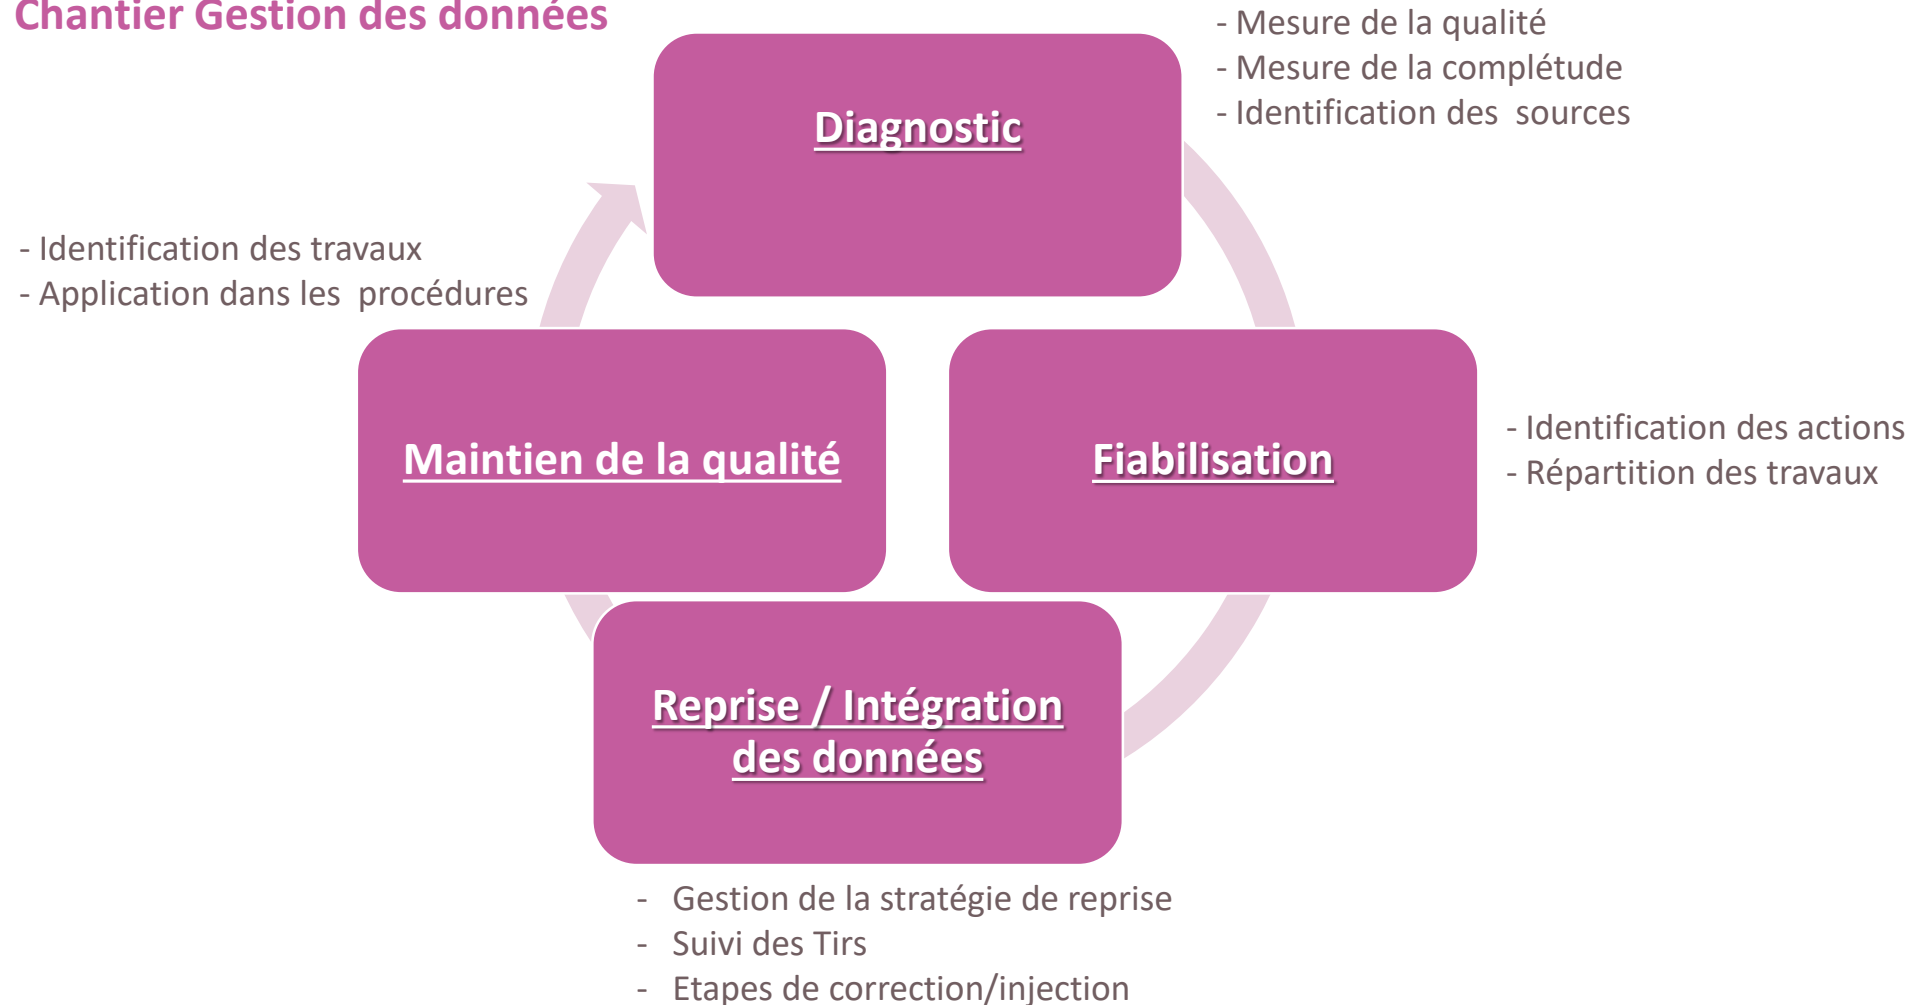 Chantier Gestion des données
- Mesure de la qualité
- Mesure de la complétude
- Identification des sources
Diagnostic
- Identification des travaux
- Application dans les procédures
Maintien de la qualité
Fiabilisation
- Identification des actions
- Répartition des travaux
Reprise / Intégration
des données
- Gestion de la stratégie de reprise
- Suivi des Tirs
- Etapes de correction/injection